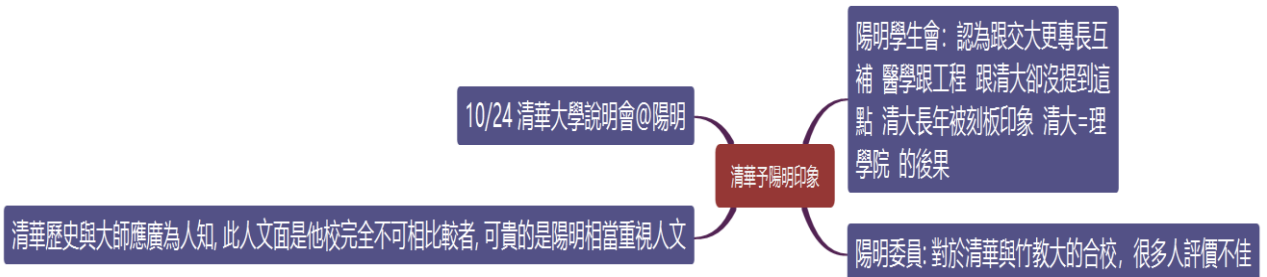 10/24 清華大學說明會@陽明
清華歷史與大師應廣為人知, 此人文面是他校完全不可相比較者, 可貴的是陽明相當重視人文
清華予陽明印象
陽明學生會: 認為跟交大更專長互
補 醫學跟工程 跟清大卻沒提到這
點 清大長年被刻板印象 清大=理
學院 的後果
陽明委員: 對於清華與竹教大的合校，很多人評價不佳